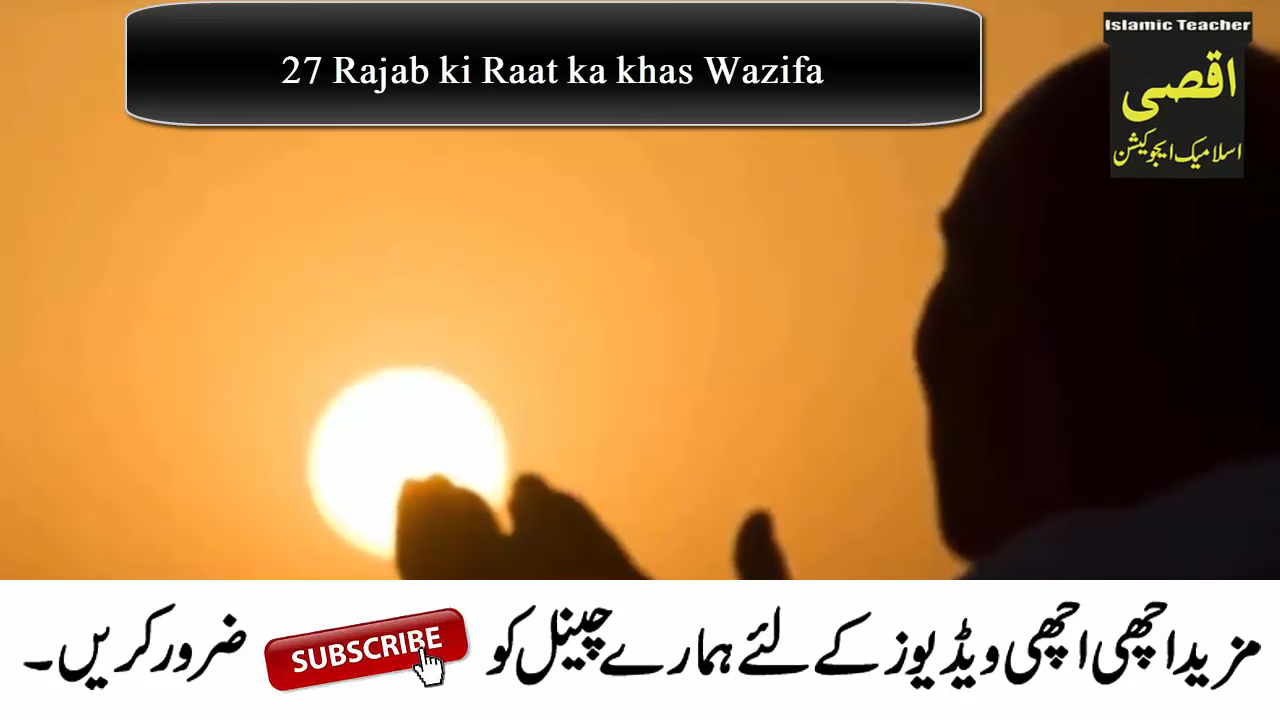 27 Rajab ki Raat ka khas Wazifa
Islamic Teacher
اقصی
اسلامیک ایجوکیشن
مزید اچھی اچھی ویڈیوز کے لئے ہمارے چینل کو SUBSCRIBE ضرور کریں۔